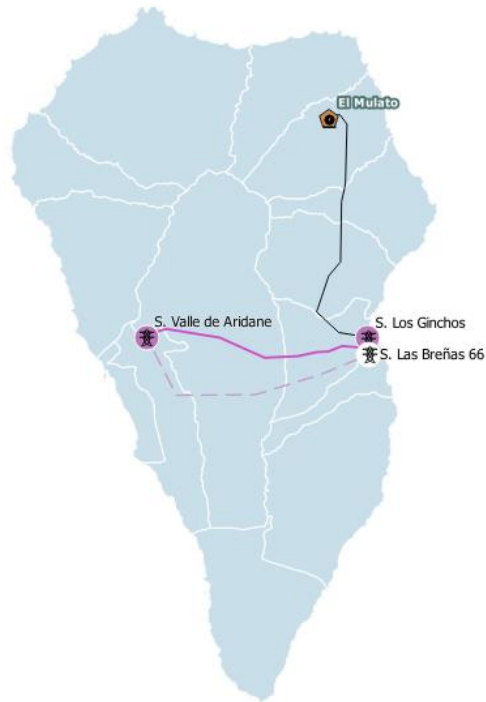 El Mulato
S. Valle de Aridane
S. Los Ginchos
S. Las Breñas 66